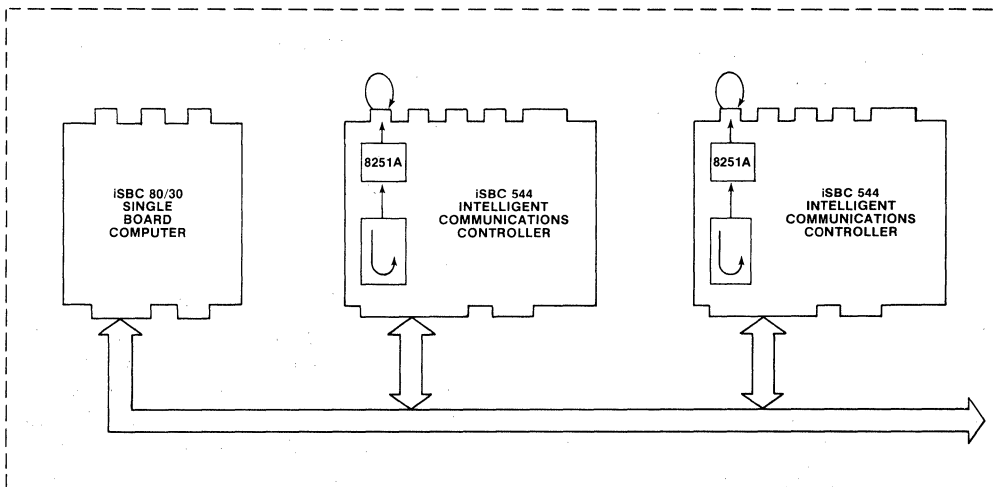 iSBC 80/30
SINGLE
BOARD
COMPUTER
8251A
iSBC 544
INTELLIGENT
COMMUNICATIONS
CONTROLLER
8251A
iSBC 544
INTELLIGENT
COMMUNICATIONS
CONTROLLER